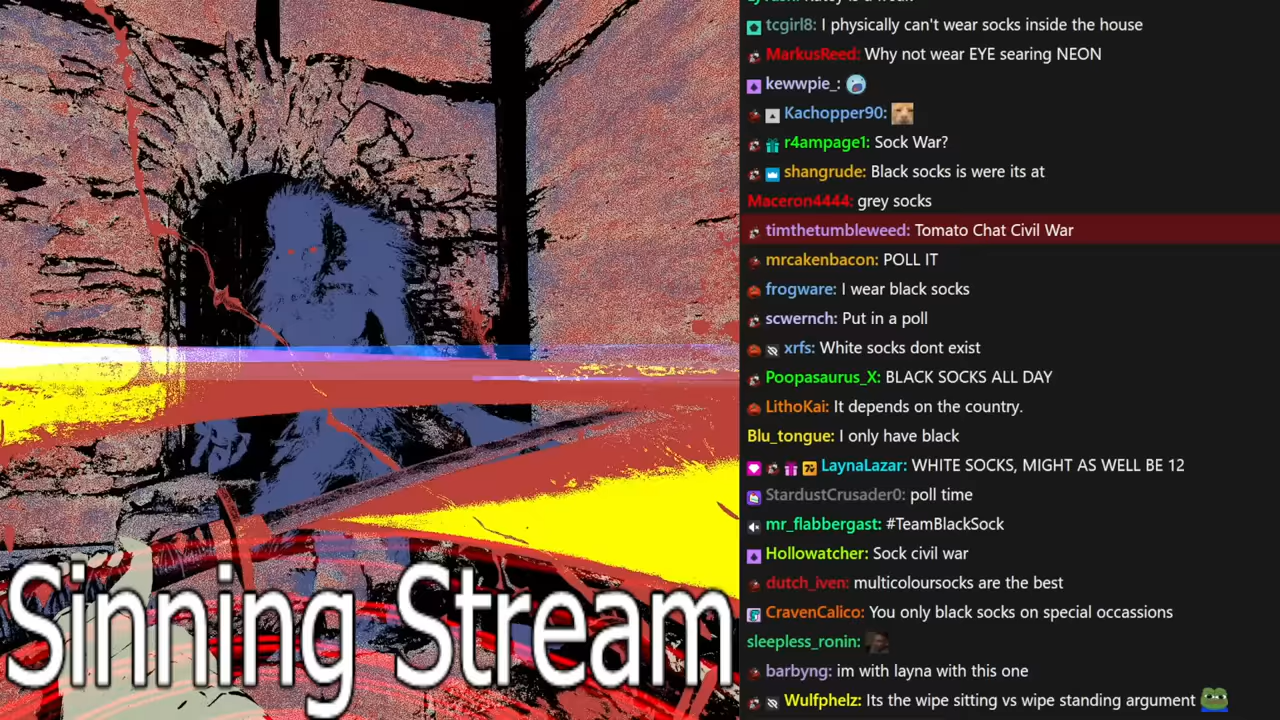 tcgirl8: I physically can't wear socks inside the house
MarkusReed: Why not wear EYE searing NEON
kewwpie_:
Kachopper90:
r4ampage1: Sock War?
shangrude: Black socks is were its at
Maceron4444: grey socks
timthetumbleweed: Tomato Chat Civil War
mrcakenbacon: POLL IT
frogware: I wear black socks
scwernch: Put in a poll
xrfs: White socks dont exist
Poopasaurus_X: BLACK SOCKS ALL DAY
LithoKai: It depends on the country.
Blu_tongue: I only have black
LaynaLazar: WHITE SOCKS, MIGHT AS WELL BE 12
StardustCrusader0: poll time
mr_flabbergast: #TeamBlackSock
Hollowatcher: Sock civil war
dutch_iven: multicoloursocks are the best
CravenCalico: You only black socks on special occassions
sleepless_ronin:
barbyng: im with layna with this one
Wulfphelz: Its the wipe sitting vs wipe standing argument
Sinning Stream